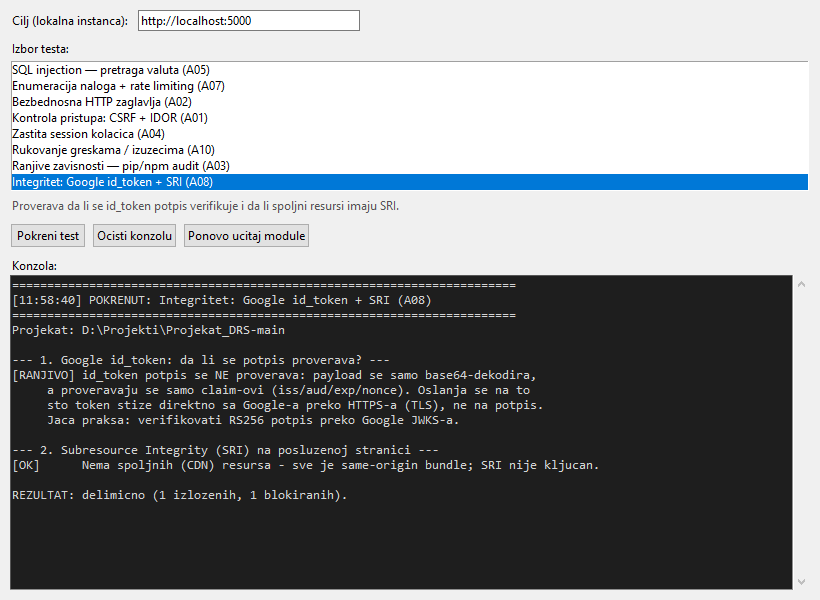 Cilj (lokalna instanca): http://localhost:5000
Izbor testa:
SQL injection — pretraga valuta (A05)
Enumeracija naloga + rate limiting (A07)
Bezbednosna HTTP zaglavlja (A02)
Kontrola pristupa: CSRF + IDOR (A01)
Zastita session kolacica (A04)
Rukovanje greskama / izuzecima (A10)
Ranjive zavisnosti — pip/npm audit (A03)
Integritet: Google id_token + SRI (A08)
Proverava da li se id_token potpis verifikuje i da li spoljni resursi imaju SRI.
Pokreni test Ocisti konzolu Ponovo ucitaj module
Konzola:
========================================================================
[11:58:40] POKRENUT: Integritet: Google id_token + SRI (A08)
========================================================================
Projekat: D:\Projekti\Projekat_DRS-main
--- 1. Google id_token: da li se potpis proverava? ---
[RANJIVO] id_token potpis se NE proverava: payload se samo base64-dekodira,
a proveravaju se samo claim-ovi (iss/aud/exp/nonce). Oslanja se na to
sto token stize direktno sa Google-a preko HTTPS-a (TLS), ne na potpis.
Jaca praksa: verifikovati RS256 potpis preko Google JWKS-a.
--- 2. Subresource Integrity (SRI) na posluzenoj stranici ---
[OK] Nema spoljnih (CDN) resursa - sve je same-origin bundle; SRI nije kljucan.
REZULTAT: delimicno (1 izlozenih, 1 blokiranih).